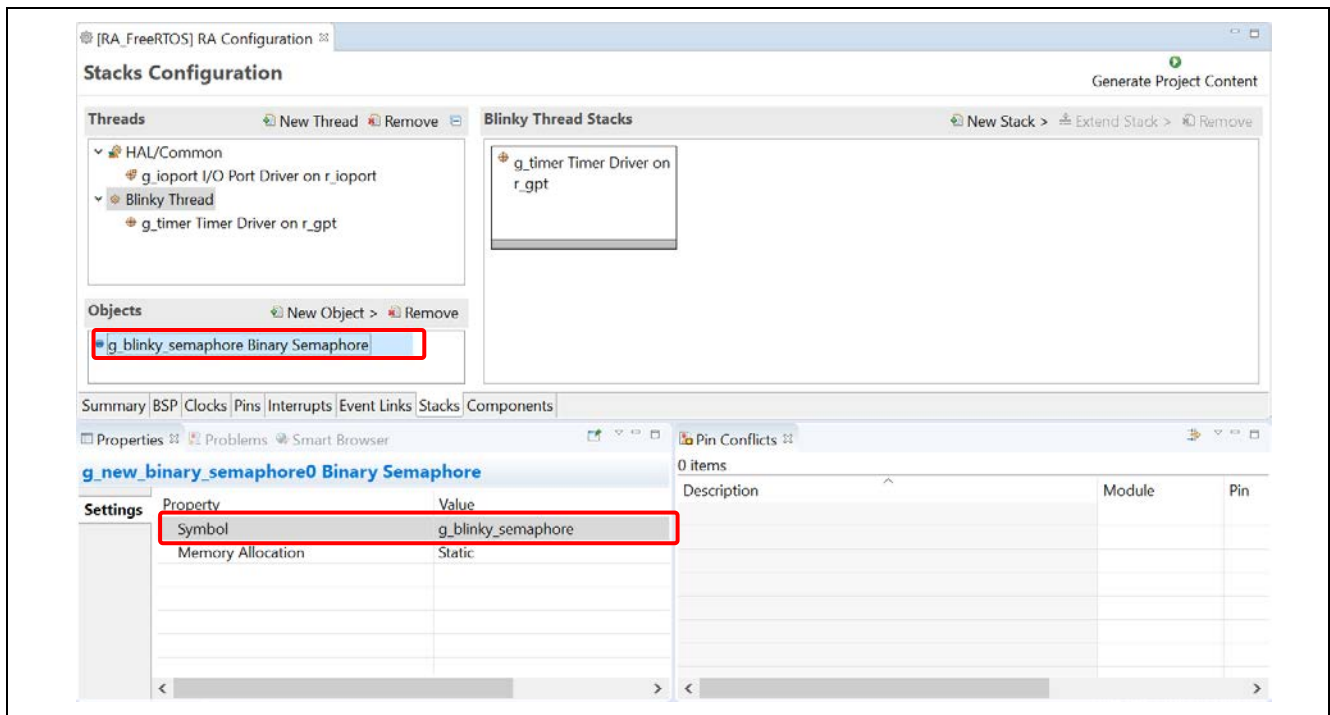 [RA_FreeRTOS] RA Configuration
Stacks Configuration
Generate Project Content
Threads New Thread Remove
HAL/Common
g_ioport I/O Port Driver on r_ioport
Blinky Thread
g_timer Timer Driver on r_gpt
Objects New Object > Remove
g_blinky_semaphore Binary Semaphore
Blinky Thread Stacks New Stack > Extend Stack > Remove
g_timer Timer Driver on
r_gpt
Summary BSP Clocks Pins Interrupts Event Links Stacks Components
Properties Problems Smart Browser
g_new_binary_semaphore0 Binary Semaphore
Settings
Property Value
Symbol g_blinky_semaphore
Memory Allocation Static
Pin Conflicts
0 items
Description Module Pin